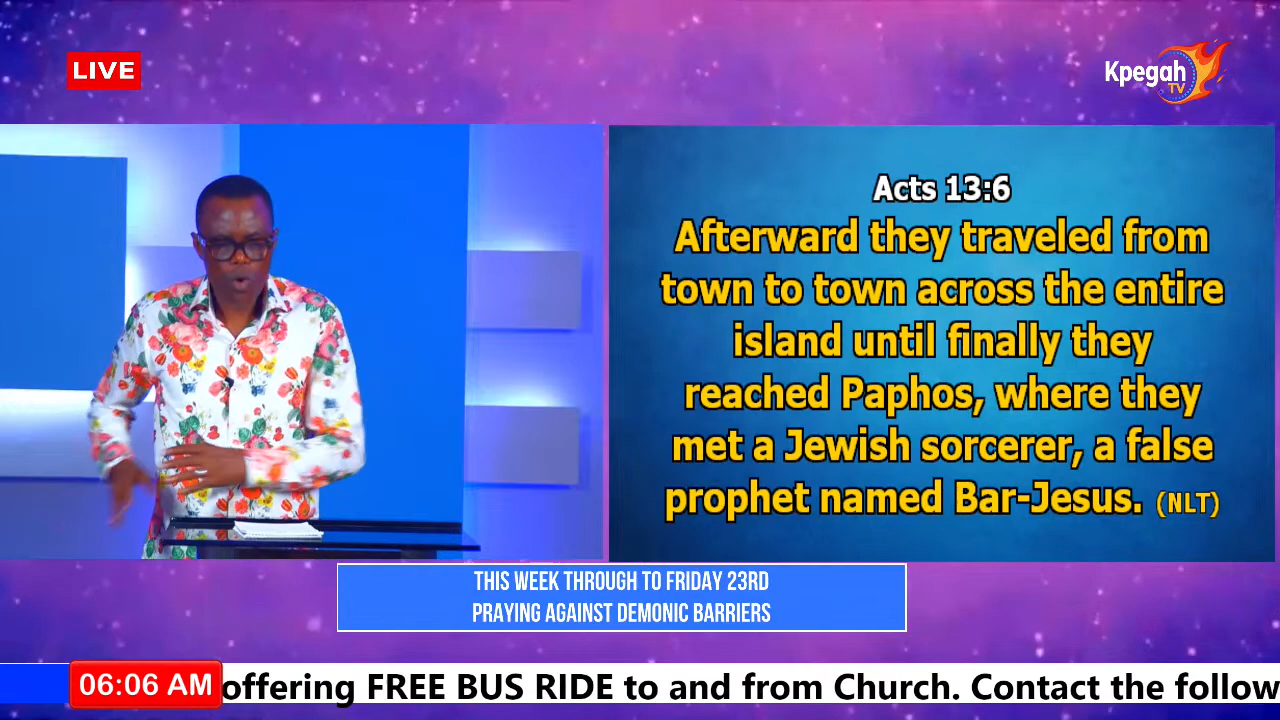 LIVE
Kpegah
TV
Acts 13:6
Afterward they traveled from
town to town across the entire
island until finally they
reached Paphos, where they
met a Jewish sorcerer, a false
prophet named Bar-Jesus. (NLT)
THIS WEEK THROUGH TO FRIDAY 23RD
PRAYING AGAINST DEMONIC BARRIERS
06:06 AM offering FREE BUS RIDE to and from Church. Contact the follow